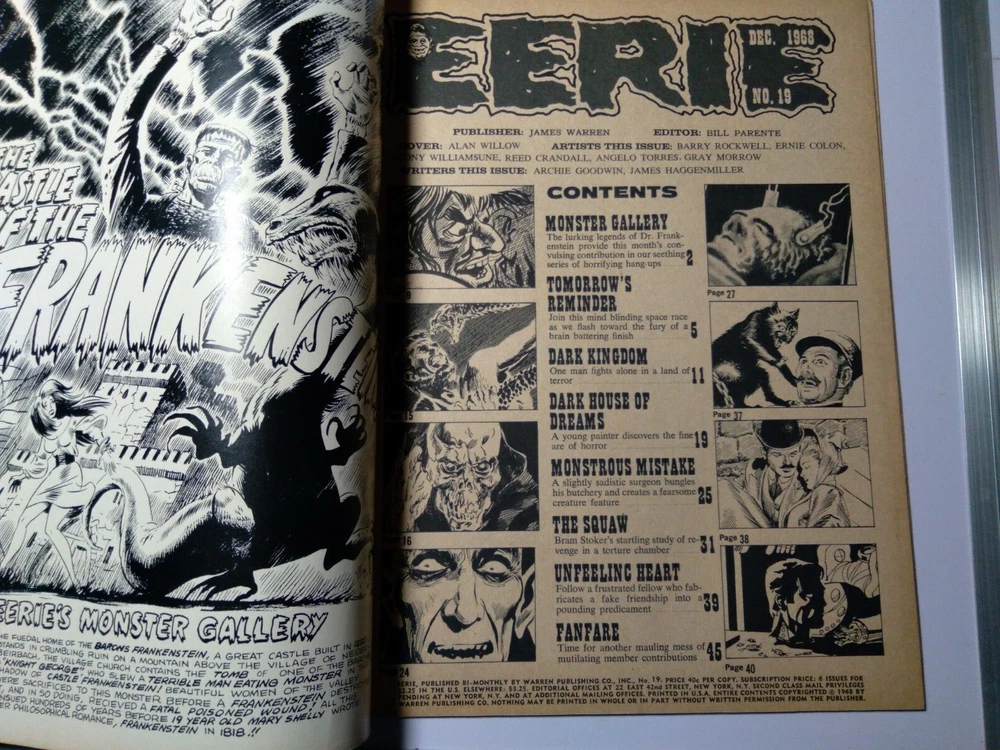 THE
CASTLE
OF THE
FRANKENS
EERIE'S MONSTER GALLERY
THE FUEDAL HOME OF THE BARONS FRANKENSTEIN, A GREAT CASTLE BUILT IN
STANDS IN CRUMBLING RUIN ON A MOUNTAIN ABOVE THE VILLAGE OF
BEIRBACH, THE VILLAGE CHURCH CONTAINS THE TOMB OF ONE OF THE
"KNIGHT GEORGE" WHO SLEW A TERRIBLE MAN EATING MONSTER IN
SHADOW OF CASTLE FRANKENSTEIN! BEAUTIFUL WOMEN OF THE VALLEY
WERE SACRIFICED TO THIS MONSTER BEFORE A FRANKENSTEIN
AND IN SO DOING, RECIEVED A FATAL POISONED WOUND! ALL
ENSUED HUNDREDS OF YEARS BEFORE 19 YEAR OLD MARY SHELLY WROTE
HER PHILOSOPHICAL ROMANCE, FRANKENSTEIN IN 1818.!!
EERIE
DEC. 1968
NO. 19
PUBLISHER: JAMES WARREN EDITOR: BILL PARENTE
COVER: ALAN WILLOW ARTISTS THIS ISSUE: BARRY ROCKWELL, ERNIE COLON,
TONY WILLIAMSUNE, REED CRANDALL, ANGELO TORRES, GRAY MORROW
WRITERS THIS ISSUE: ARCHIE GOODWIN, JAMES HAGGENMILLER
CONTENTS
MONSTER GALLERY
The lurking legends of Dr. Frank-
enstein provide this month's con-
vulsing contribution in our seething
series of horrifying hang-ups 2
TOMORROW'S
REMINDER
Join this mind blinding space race
as we flash toward the fury of a
brain battering finish 5
DARK KINGDOM
One man fights alone in a land of
terror 11
DARK HOUSE OF
DREAMS
A young painter discovers the fine
are of horror 19
MONSTROUS MISTAKE
A slightly sadistic surgeon bungles
his butchery and creates a fearsome
creature feature 25
THE SQUAW
Bram Stoker's startling study of re-
venge in a torture chamber 31
UNFEELING HEART
Follow a frustrated fellow who fab-
ricates a fake friendship into a
pounding predicament 39
FANFARE
Time for another mauling mess of
mutilating member contributions 45
9
15
16
24
Page 27
Page 37
Page 38
Page 40
EERIE, PUBLISHED BI-MONTHLY BY WARREN PUBLISHING CO., INC., No. 19. PRICE 40c PER COPY. SUBSCRIPTION PRICE: 6 ISSUES FOR
$2.25 IN THE U.S. ELSEWHERE: $3.25. EDITORIAL OFFICES AT 22 EAST 42nd STREET, NEW YORK, N.Y. SECOND CLASS MAIL PRIVILEGES
PENDING AT NEW YORK, N.Y. AND AT ADDITIONAL MAILING OFFICES. PRINTED IN U.S.A. ENTIRE CONTENTS COPYRIGHTED © 1968 BY
WARREN PUBLISHING CO. NOTHING MAY BE PRINTED IN WHOLE OR IN PART WITHOUT WRITTEN PERMISSION FROM THE PUBLISHER.